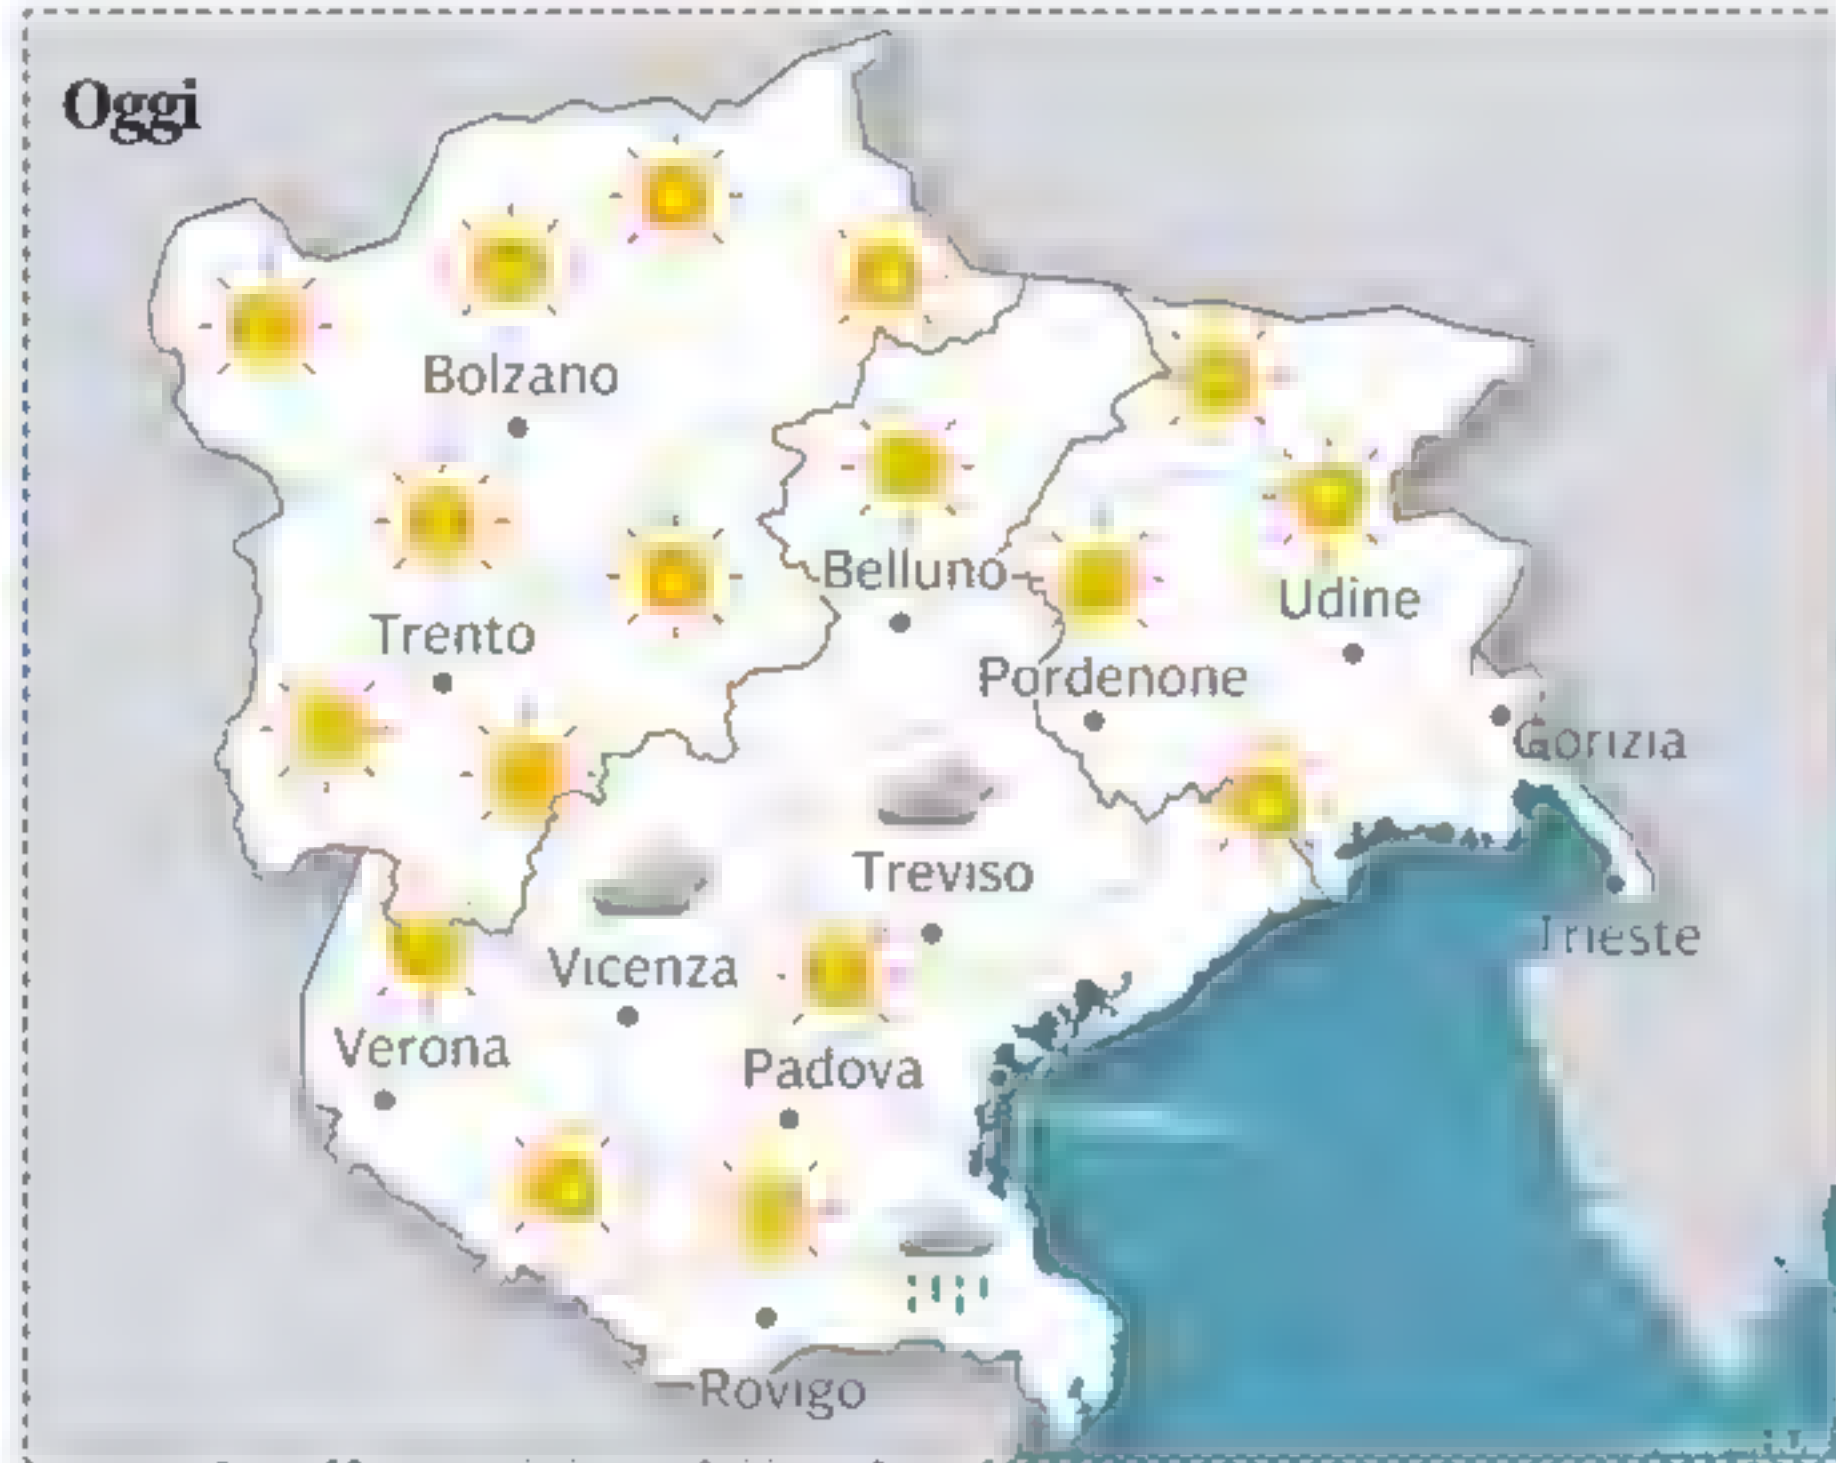 Oggi
Bolzano
Belluno
Udine
Trento
Pordenone
Gorizia
Treviso
Trieste
Vicenza
Verona
Padova
Rovigo